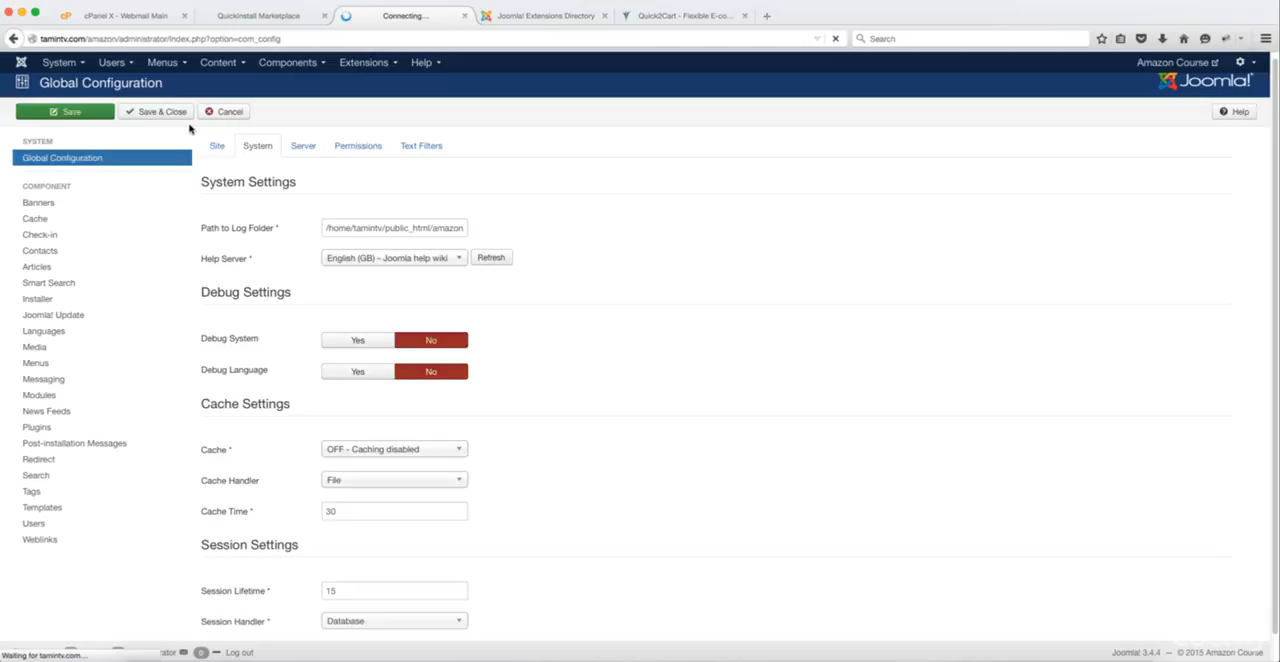 cPanel X - Webmail Main
QuickInstall Marketplace
Connecting...
Joomla! Extensions Directory
Quick2Cart - Flexible E-co...
tamintv.com/amazon/administrator/index.php?option=com_config
Search
System Users Menus Content Components Extensions Help
Amazon Course
Global Configuration
Joomla!
Save
Save & Close
Cancel
Help
SYSTEM
Global Configuration
COMPONENT
Banners
Cache
Check-in
Contacts
Articles
Smart Search
Installer
Joomla! Update
Languages
Media
Menus
Messaging
Modules
News Feeds
Plugins
Post-installation Messages
Redirect
Search
Tags
Templates
Users
Weblinks
Site System Server Permissions Text Filters
System Settings
Path to Log Folder * /home/tamintv/public_html/amazon
Help Server * English (GB) - Joomla help wiki Refresh
Debug Settings
Debug System Yes No
Debug Language Yes No
Cache Settings
Cache * OFF - Caching disabled
Cache Handler File
Cache Time * 30
Session Settings
Session Lifetime * 15
Session Handler * Database
Waiting for tamintv.com...
rator 0 Log out
Joomla! 3.4.4 — © 2015 Amazon Course